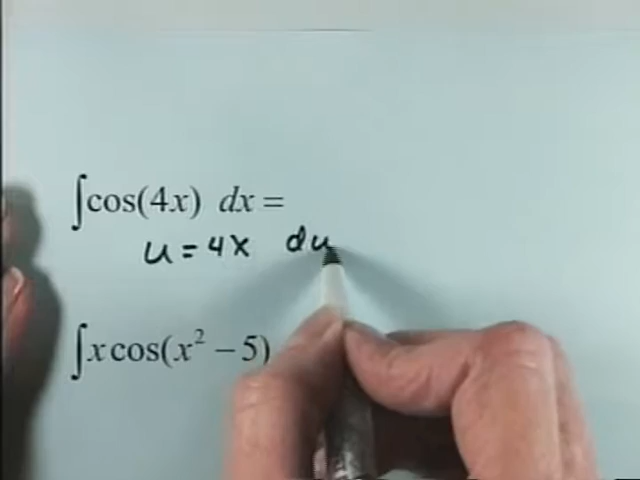 ∫cos(4x) dx =
u = 4x du
∫x cos(x² − 5)